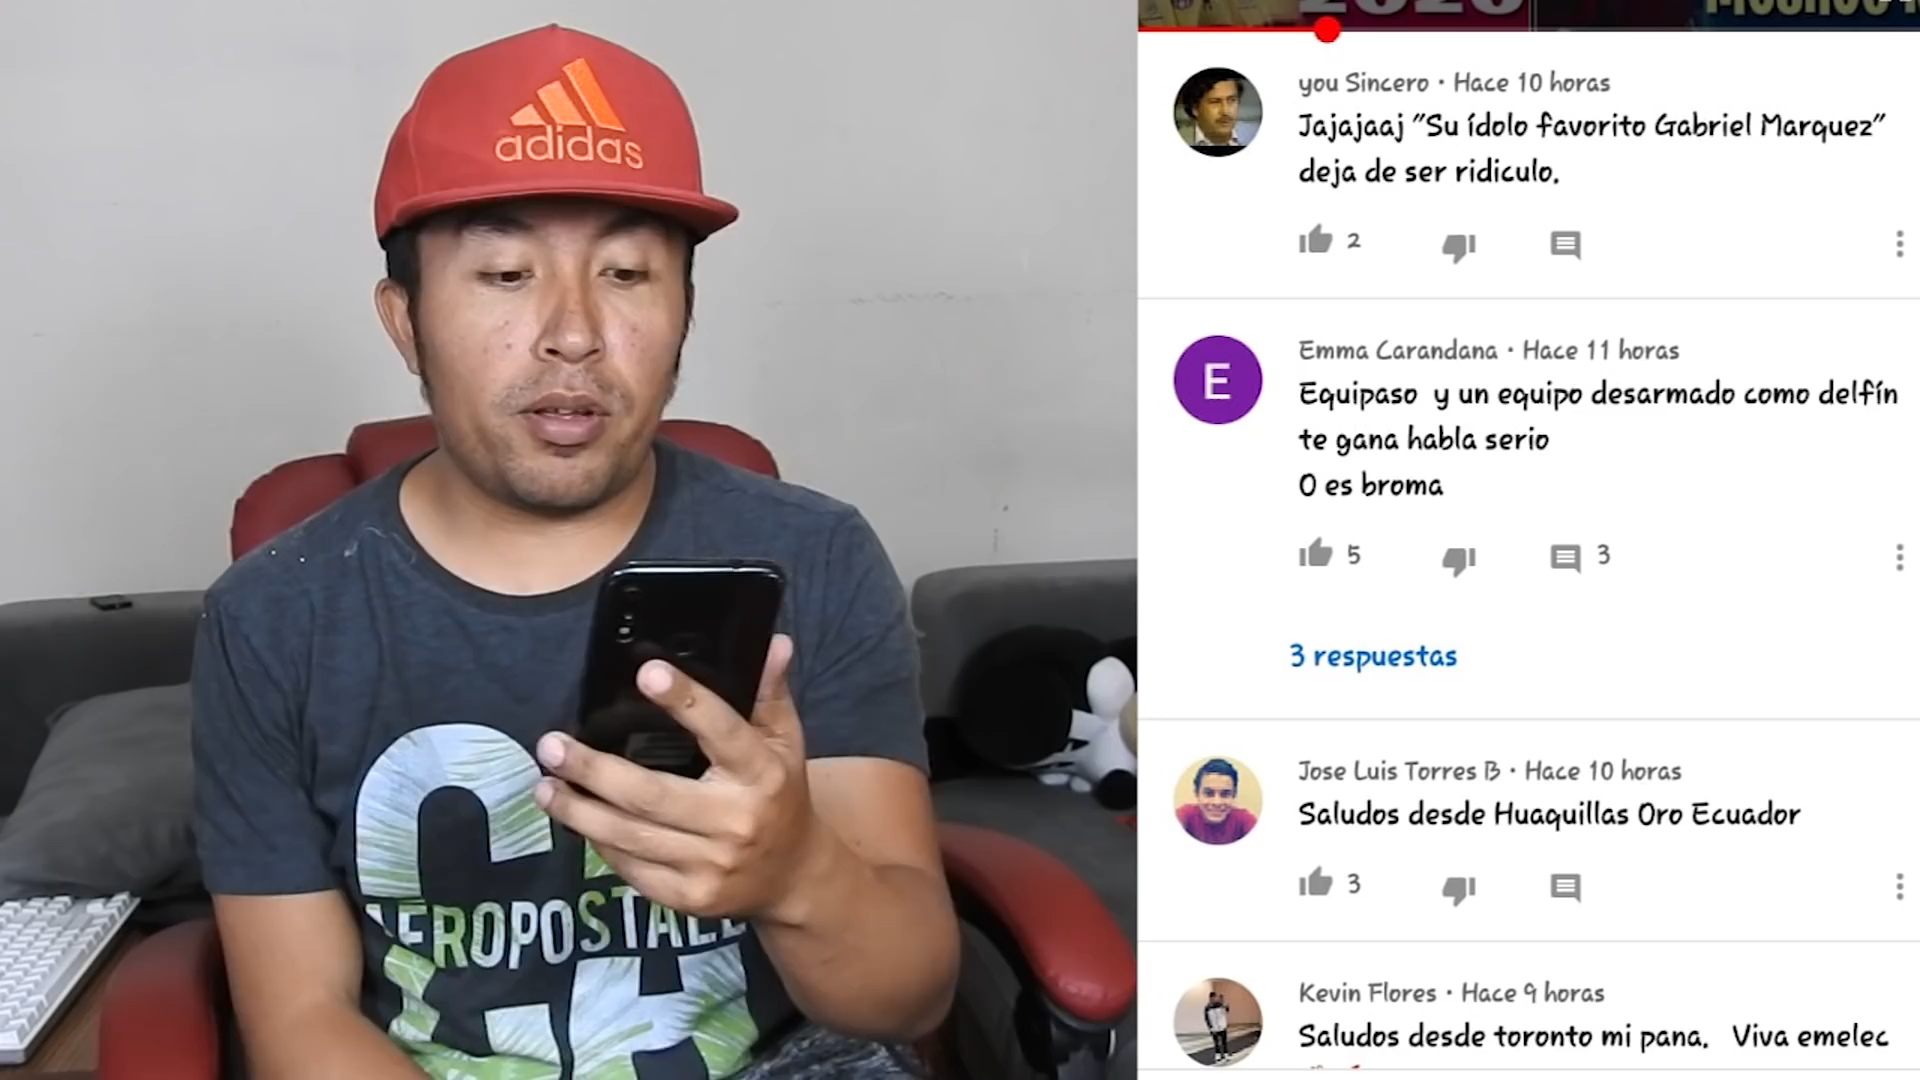 adidas
AEROPOSTALE
2020
you Sincero · Hace 10 horas
Jajajaaj "Su ídolo favorito Gabriel Marquez"
deja de ser ridiculo.
2
E
Emma Carandana · Hace 11 horas
Equipaso y un equipo desarmado como delfín
te gana habla serio
O es broma
5
3
3 respuestas
Jose Luis Torres B · Hace 10 horas
Saludos desde Huaquillas Oro Ecuador
3
Kevin Flores · Hace 9 horas
Saludos desde toronto mi pana. Viva emelec